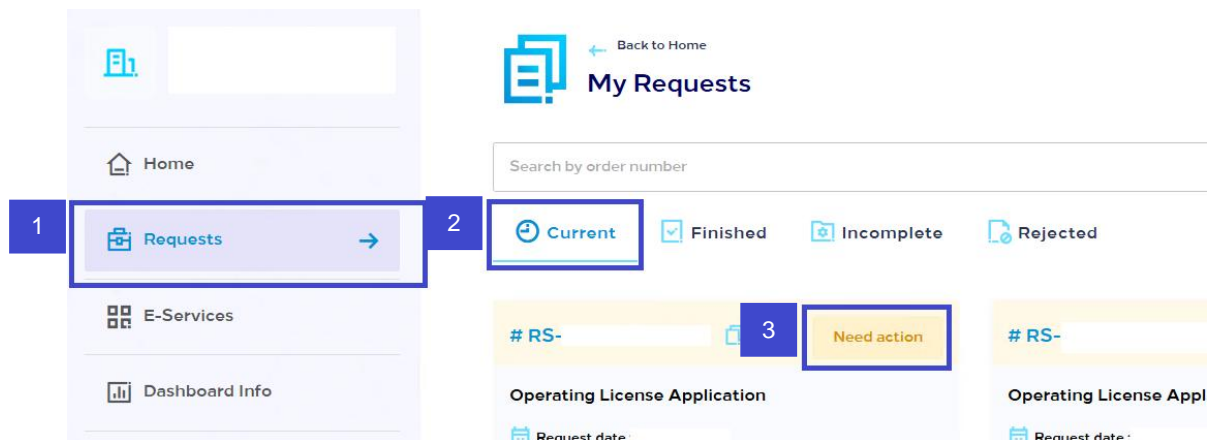 Back to Home
My Requests
Home
Search by order number
1
Requests
2
Current
Finished
Incomplete
Rejected
E-Services
# RS-
3
Need action
# RS-
Dashboard Info
Operating License Application
Operating License Appl
Request date :
Request date :